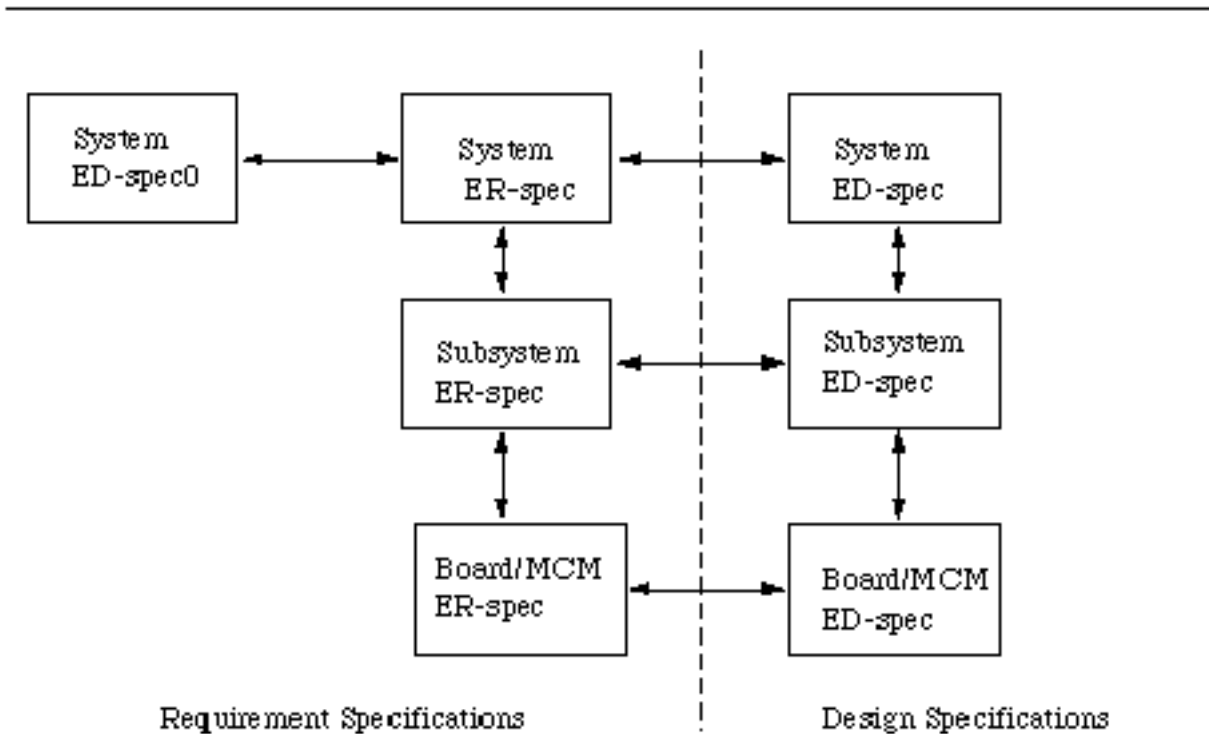 System
ED-spec0
System
ER-spec
System
ED-spec
Subsystem
ER-spec
Subsystem
ED-spec
Board/MCM
ER-spec
Board/MCM
ED-spec
Requirement Specifications
Design Specifications